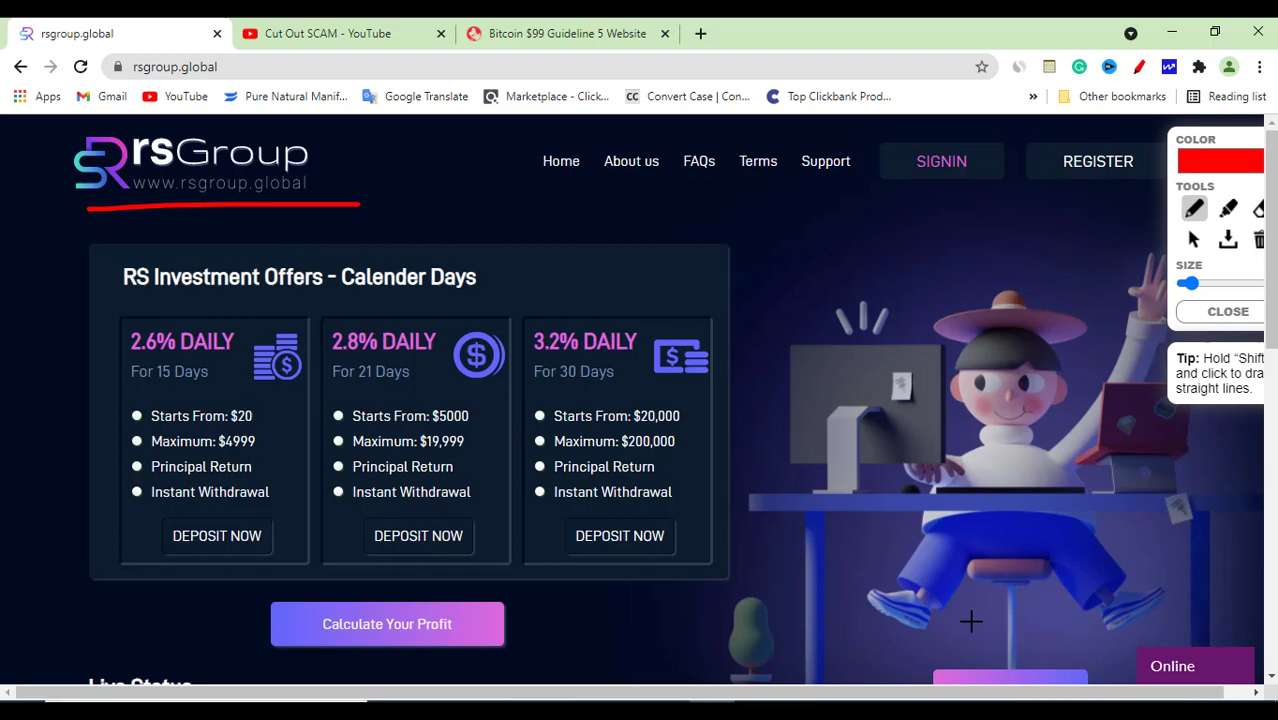 rsgroup.global
Cut Out SCAM - YouTube
Bitcoin $99 Guideline 5 Website
rsgroup.global
Apps
Gmail
YouTube
Pure Natural Manif...
Google Translate
Marketplace - Click...
CC
Convert Case | Con...
Top Clickbank Prod...
»
Other bookmarks
Reading list
rsGroup
www.rsgroup.global
Home
About us
FAQs
Terms
Support
SIGNIN
REGISTER
COLOR
TOOLS
SIZE
CLOSE
Tip: Hold “Shift
and click to dra
straight lines.
RS Investment Offers - Calender Days
2.6% DAILY
For 15 Days
Starts From: $20
Maximum: $4999
Principal Return
Instant Withdrawal
DEPOSIT NOW
2.8% DAILY
For 21 Days
Starts From: $5000
Maximum: $19,999
Principal Return
Instant Withdrawal
DEPOSIT NOW
3.2% DAILY
For 30 Days
Starts From: $20,000
Maximum: $200,000
Principal Return
Instant Withdrawal
DEPOSIT NOW
Calculate Your Profit
Live Status
Online